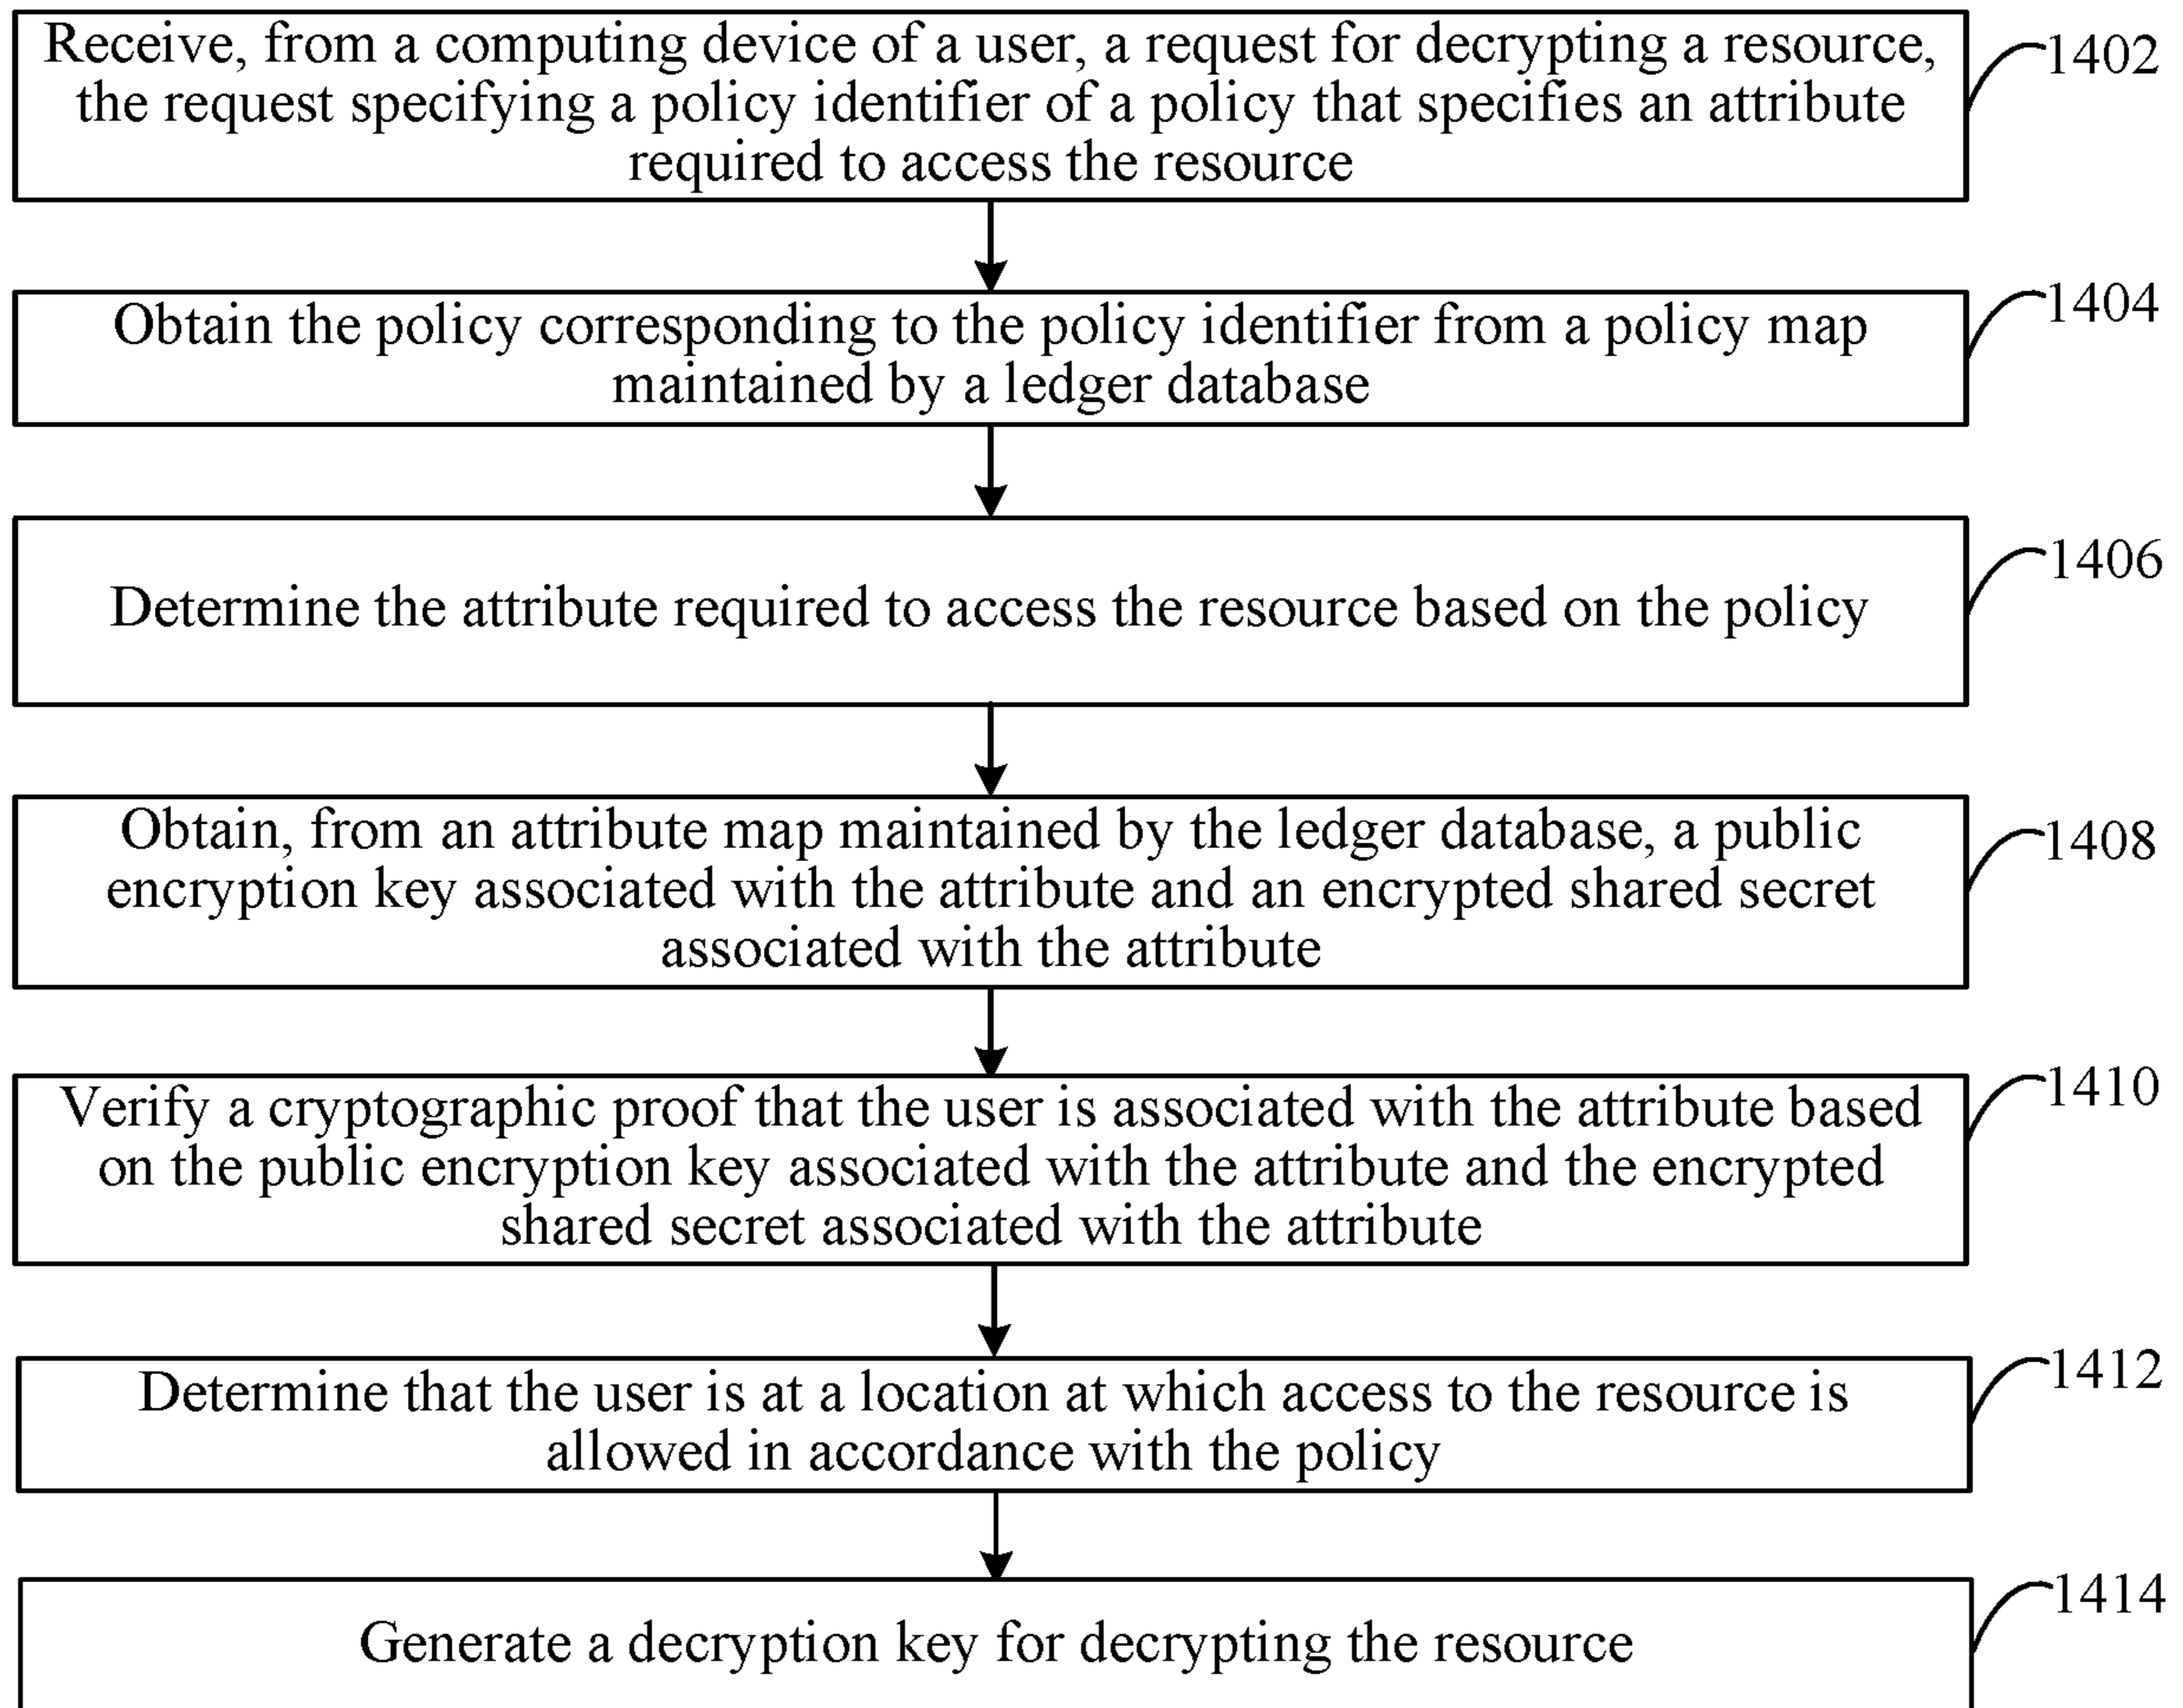 Receive, from a computing device of a user, a request for decrypting a resource,
the request specifying a policy identifier of a policy that specifies an attribute
required to access the resource
1402
Obtain the policy corresponding to the policy identifier from a policy map
maintained by a ledger database
1404
Determine the attribute required to access the resource based on the policy
1406
Obtain, from an attribute map maintained by the ledger database, a public
encryption key associated with the attribute and an encrypted shared secret
associated with the attribute
1408
Verify a cryptographic proof that the user is associated with the attribute based
on the public encryption key associated with the attribute and the encrypted
shared secret associated with the attribute
1410
Determine that the user is at a location at which access to the resource is
allowed in accordance with the policy
1412
Generate a decryption key for decrypting the resource
1414